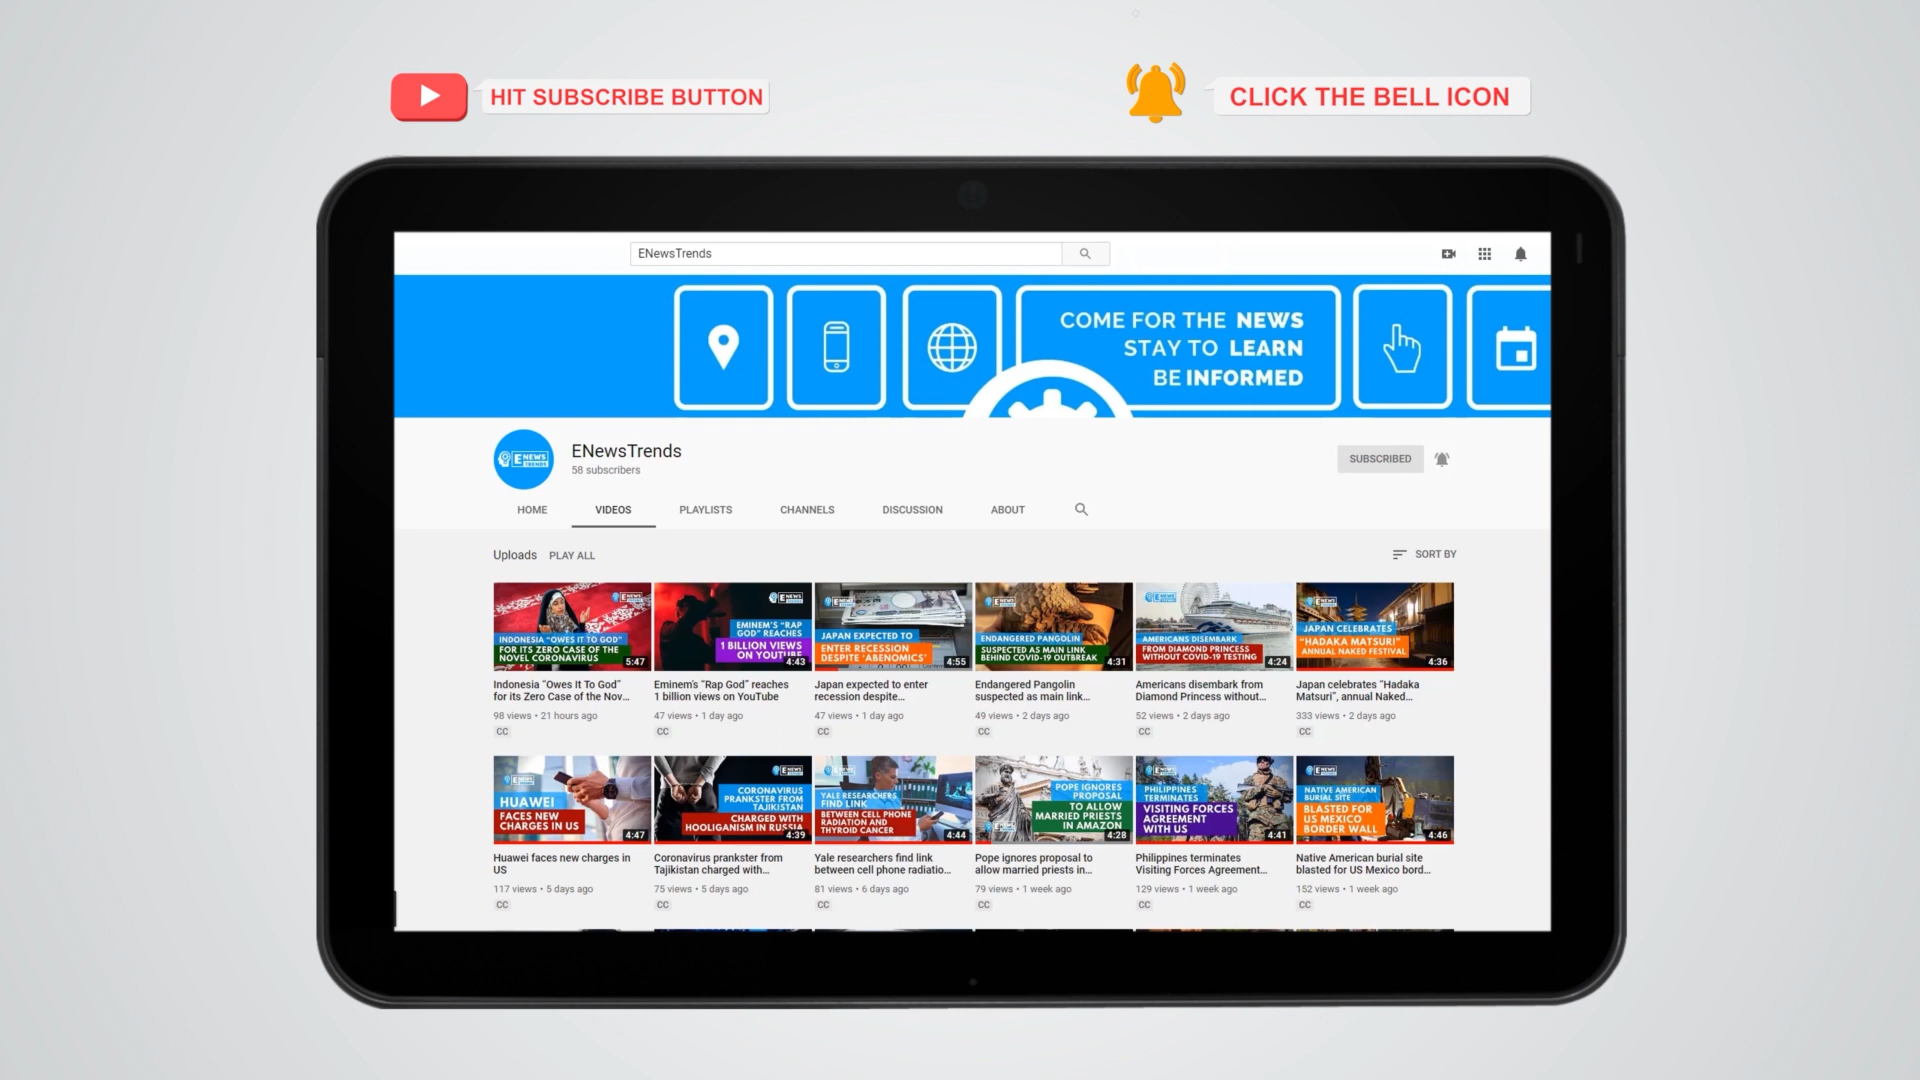 HIT SUBSCRIBE BUTTON
CLICK THE BELL ICON
ENewsTrends
COME FOR THE NEWS
STAY TO LEARN
BE INFORMED
E NEWS
TRENDS
ENewsTrends
58 subscribers
SUBSCRIBED
HOME VIDEOS PLAYLISTS CHANNELS DISCUSSION ABOUT
Uploads PLAY ALL
SORT BY
INDONESIA "OWES IT TO GOD"
FOR ITS ZERO CASE OF THE
NOVEL CORONAVIRUS
5:47
EMINEM'S "RAP
GOD" REACHES
1 BILLION VIEWS
ON YOUTUBE
4:43
JAPAN EXPECTED TO
ENTER RECESSION
DESPITE 'ABENOMICS'
4:55
ENDANGERED PANGOLIN
SUSPECTED AS MAIN LINK
BEHIND COVID-19 OUTBREAK
4:31
AMERICANS DISEMBARK
FROM DIAMOND PRINCESS
WITHOUT COVID-19 TESTING
4:24
JAPAN CELEBRATES
"HADAKA MATSURI"
ANNUAL NAKED FESTIVAL
4:36
Indonesia "Owes It To God"
for its Zero Case of the Nov...
98 views • 21 hours ago
CC
Eminem's "Rap God" reaches
1 billion views on YouTube
47 views • 1 day ago
CC
Japan expected to enter
recession despite...
47 views • 1 day ago
CC
Endangered Pangolin
suspected as main link...
49 views • 2 days ago
CC
Americans disembark from
Diamond Princess without...
52 views • 2 days ago
CC
Japan celebrates "Hadaka
Matsuri", annual Naked...
333 views • 2 days ago
CC
HUAWEI
FACES NEW
CHARGES IN US
4:47
CORONAVIRUS
PRANKSTER FROM
TAJIKISTAN
CHARGED WITH
HOOLIGANISM IN RUSSIA
4:39
YALE RESEARCHERS
FIND LINK
BETWEEN CELL PHONE
RADIATION AND
THYROID CANCER
4:44
POPE IGNORES
PROPOSAL
TO ALLOW
MARRIED PRIESTS
IN AMAZON
4:28
PHILIPPINES
TERMINATES
VISITING FORCES
AGREEMENT
WITH US
4:41
NATIVE AMERICAN
BURIAL SITE
BLASTED FOR
US MEXICO
BORDER WALL
4:46
Huawei faces new charges in
US
117 views • 5 days ago
CC
Coronavirus prankster from
Tajikistan charged with...
75 views • 5 days ago
CC
Yale researchers find link
between cell phone radiatio...
81 views • 6 days ago
CC
Pope ignores proposal to
allow married priests in...
79 views • 1 week ago
CC
Philippines terminates
Visiting Forces Agreement...
129 views • 1 week ago
CC
Native American burial site
blasted for US Mexico bord...
152 views • 1 week ago
CC